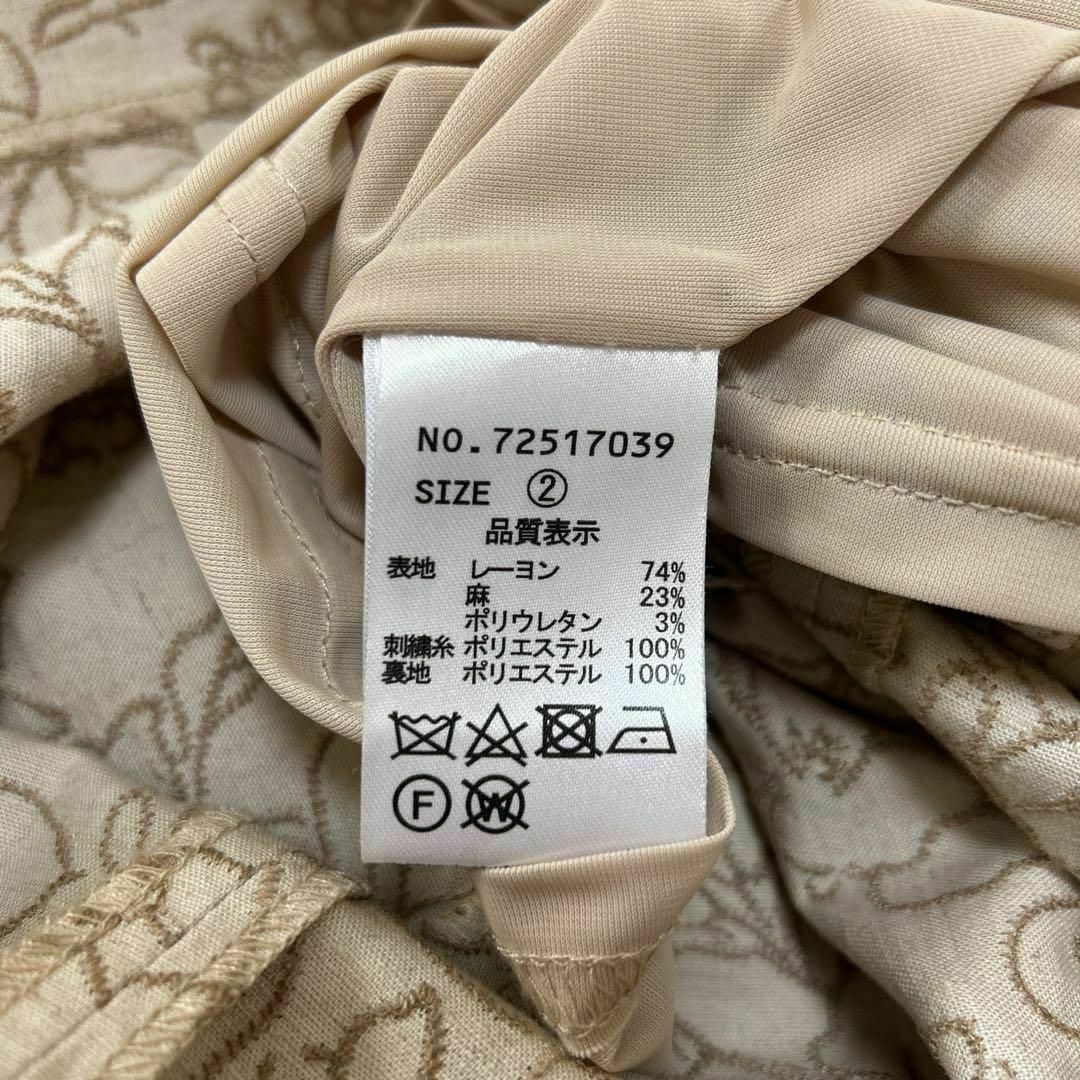 NO.72517039
SIZE ②
品質表示
表地 レーヨン 74%
麻 23%
ポリウレタン 3%
刺繍糸 ポリエステル 100%
裏地 ポリエステル 100%
F W